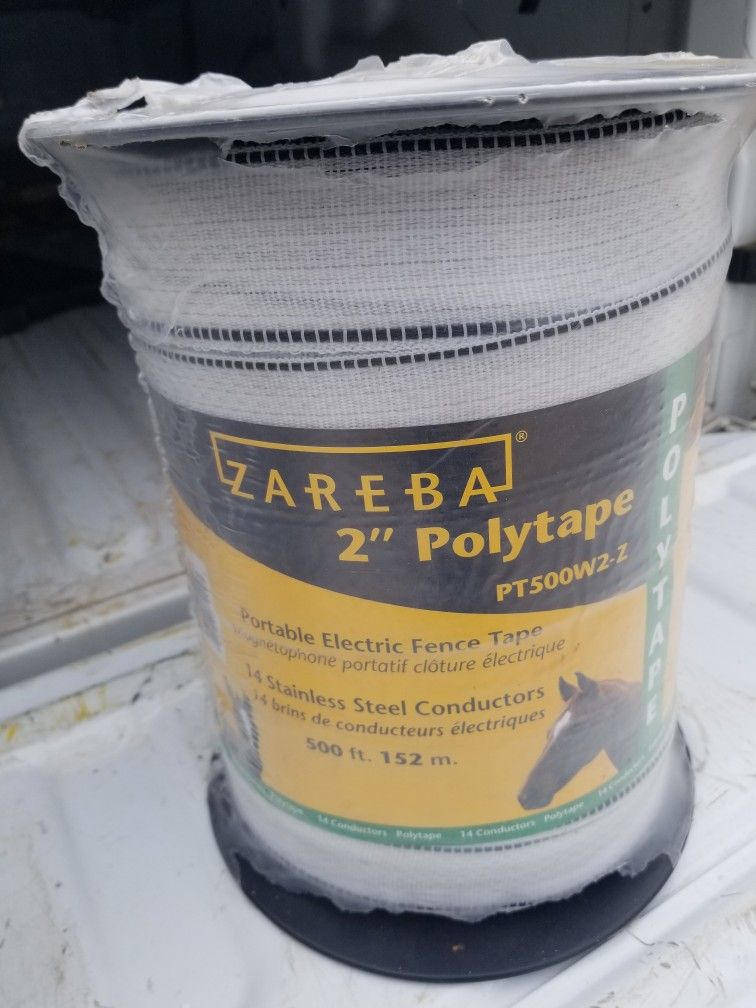 ZAREBA®
2" Polytape
PT500W2-Z
Portable Electric Fence Tape
magnétophone portatif clôture électrique
14 Stainless Steel Conductors
14 brins de conducteurs électriques
500 ft. 152 m.
POLYTAPE
Polytape 14 Conductors Polytape 14 Conductors Polytape 14 Conductors